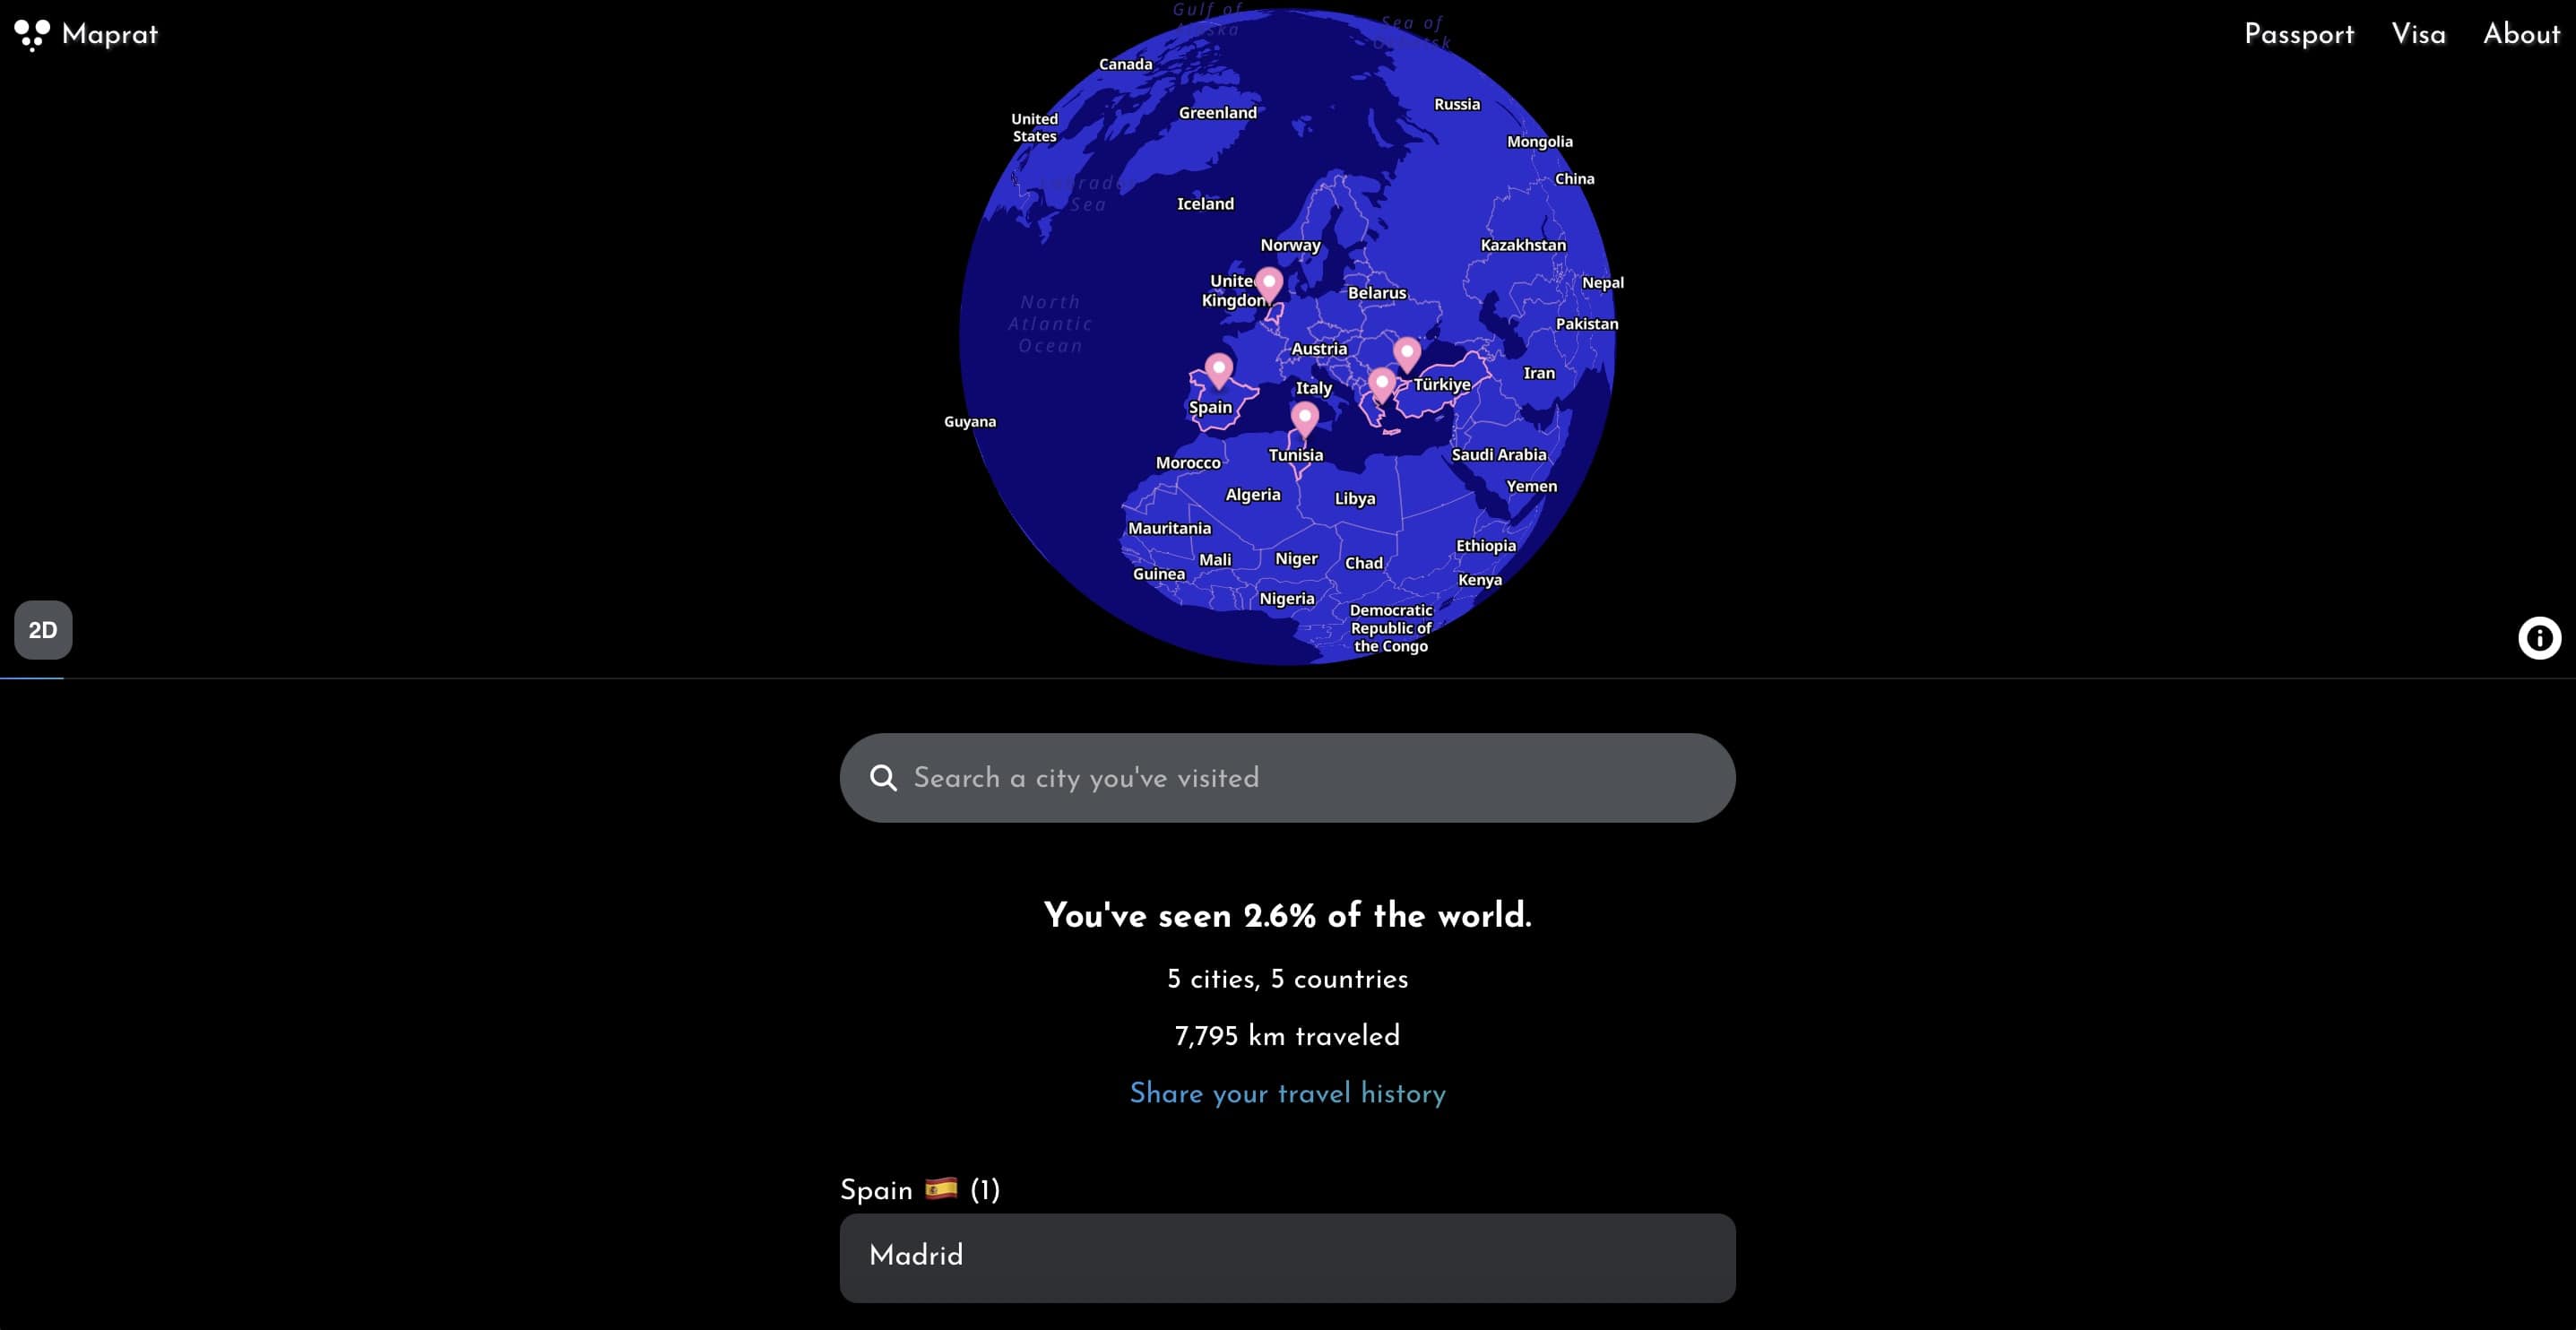 Maprat
Passport Visa About
Gulf of
Sea of
Canada
Russia
Greenland
United
States
Mongolia
China
Sea
Iceland
Norway
Kazakhstan
Nepal
Kingdom
Belarus
North
Atlantic
Ocean
Pakistan
Austria
Iran
Türkiye
Italy
Spain
Guyana
Tunisia
Saudi Arabia
Morocco
Yemen
Algeria
Libya
Mauritania
Ethiopia
Mali
Niger
Chad
Guinea
Kenya
Nigeria
Democratic
Republic of
the Congo
2D
Search a city you've visited
You've seen 2.6% of the world.
5 cities, 5 countries
7,795 km traveled
Share your travel history
Spain 🇪🇸 (1)
Madrid